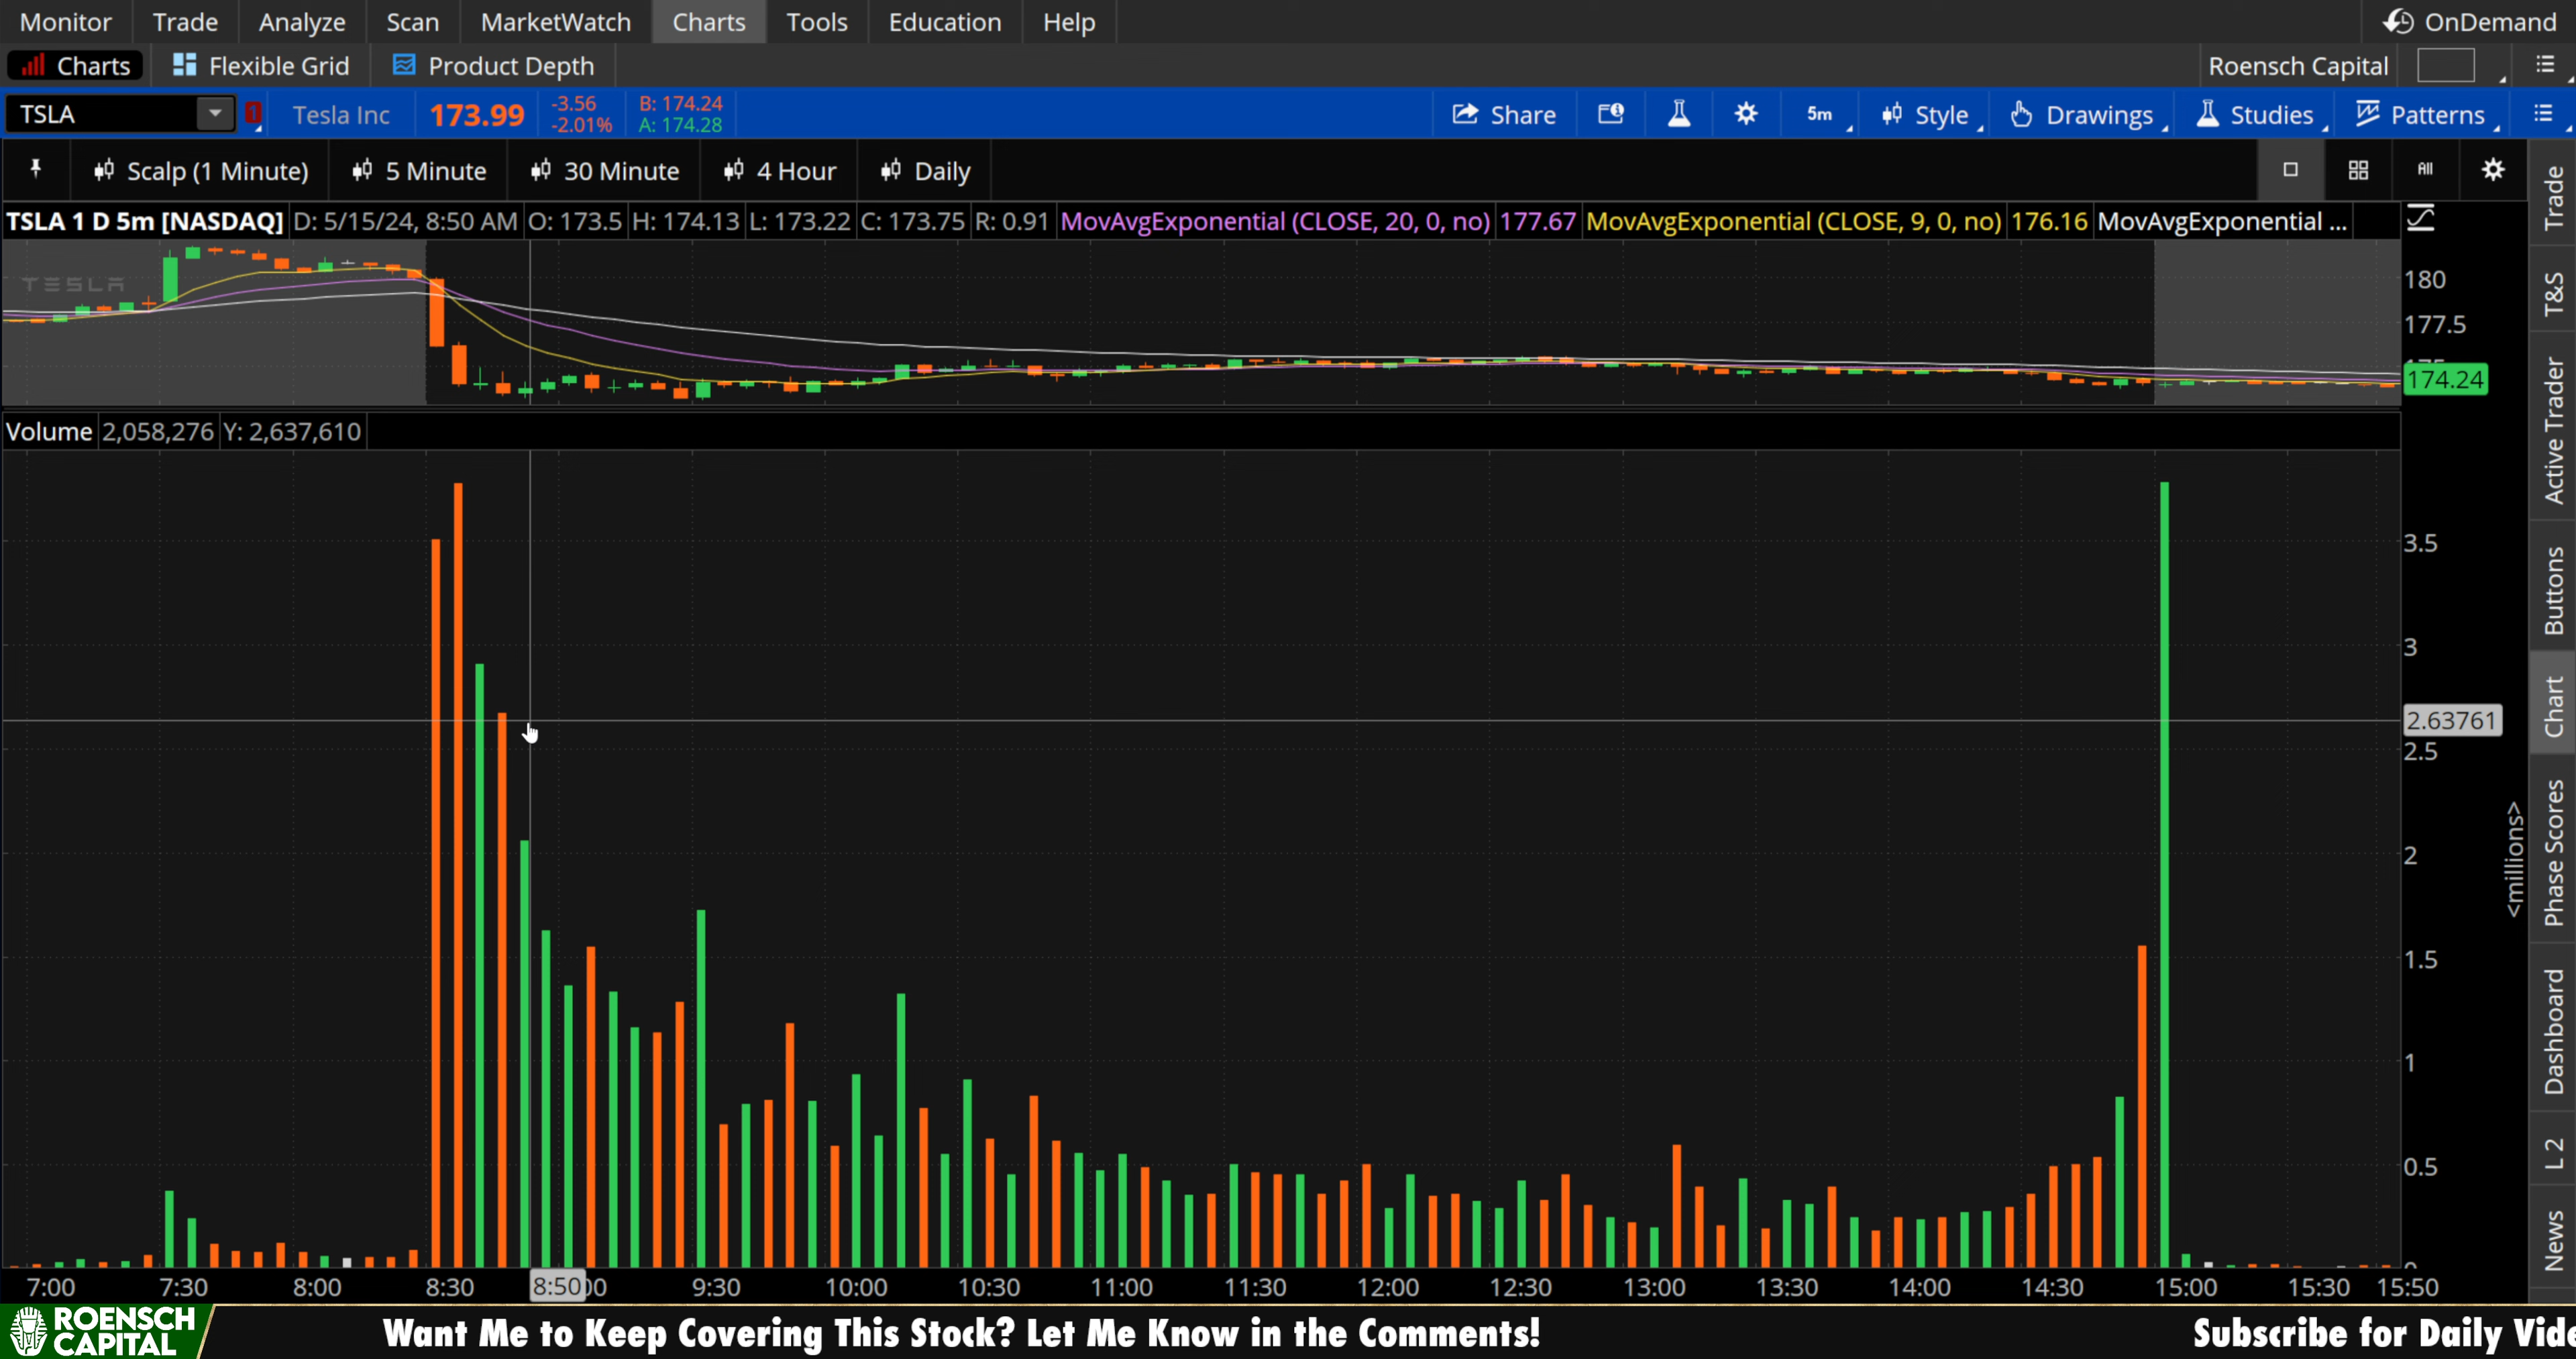 Monitor Trade Analyze Scan MarketWatch Charts Tools Education Help OnDemand
Charts Flexible Grid Product Depth Roensch Capital
TSLA 1 Tesla Inc 173.99 -3.56 B: 174.24 Share 5m Style Drawings Studies Patterns
-2.01% A: 174.28
Scalp (1 Minute) 5 Minute 30 Minute 4 Hour Daily All
TSLA 1 D 5m [NASDAQ] D: 5/15/24, 8:50 AM O: 173.5 H: 174.13 L: 173.22 C: 173.75 R: 0.91 MovAvgExponential (CLOSE, 20, 0, no) 177.67 MovAvgExponential (CLOSE, 9, 0, no) 176.16 MovAvgExponential ...
TESLA
180
177.5
174.24
Volume 2,058,276 Y: 2,637,610
3.5
3
2.63761
2.5
2
1.5
1
0.5
<millions>
7:00 7:30 8:00 8:30 8:50 9:30 10:00 10:30 11:00 11:30 12:00 12:30 13:00 13:30 14:00 14:30 15:00 15:30 15:50
Trade
T&S
Active Trader
Buttons
Chart
Phase Scores
Dashboard
L 2
News
ROENSCH
CAPITAL
Want Me to Keep Covering This Stock? Let Me Know in the Comments!
Subscribe for Daily Vide